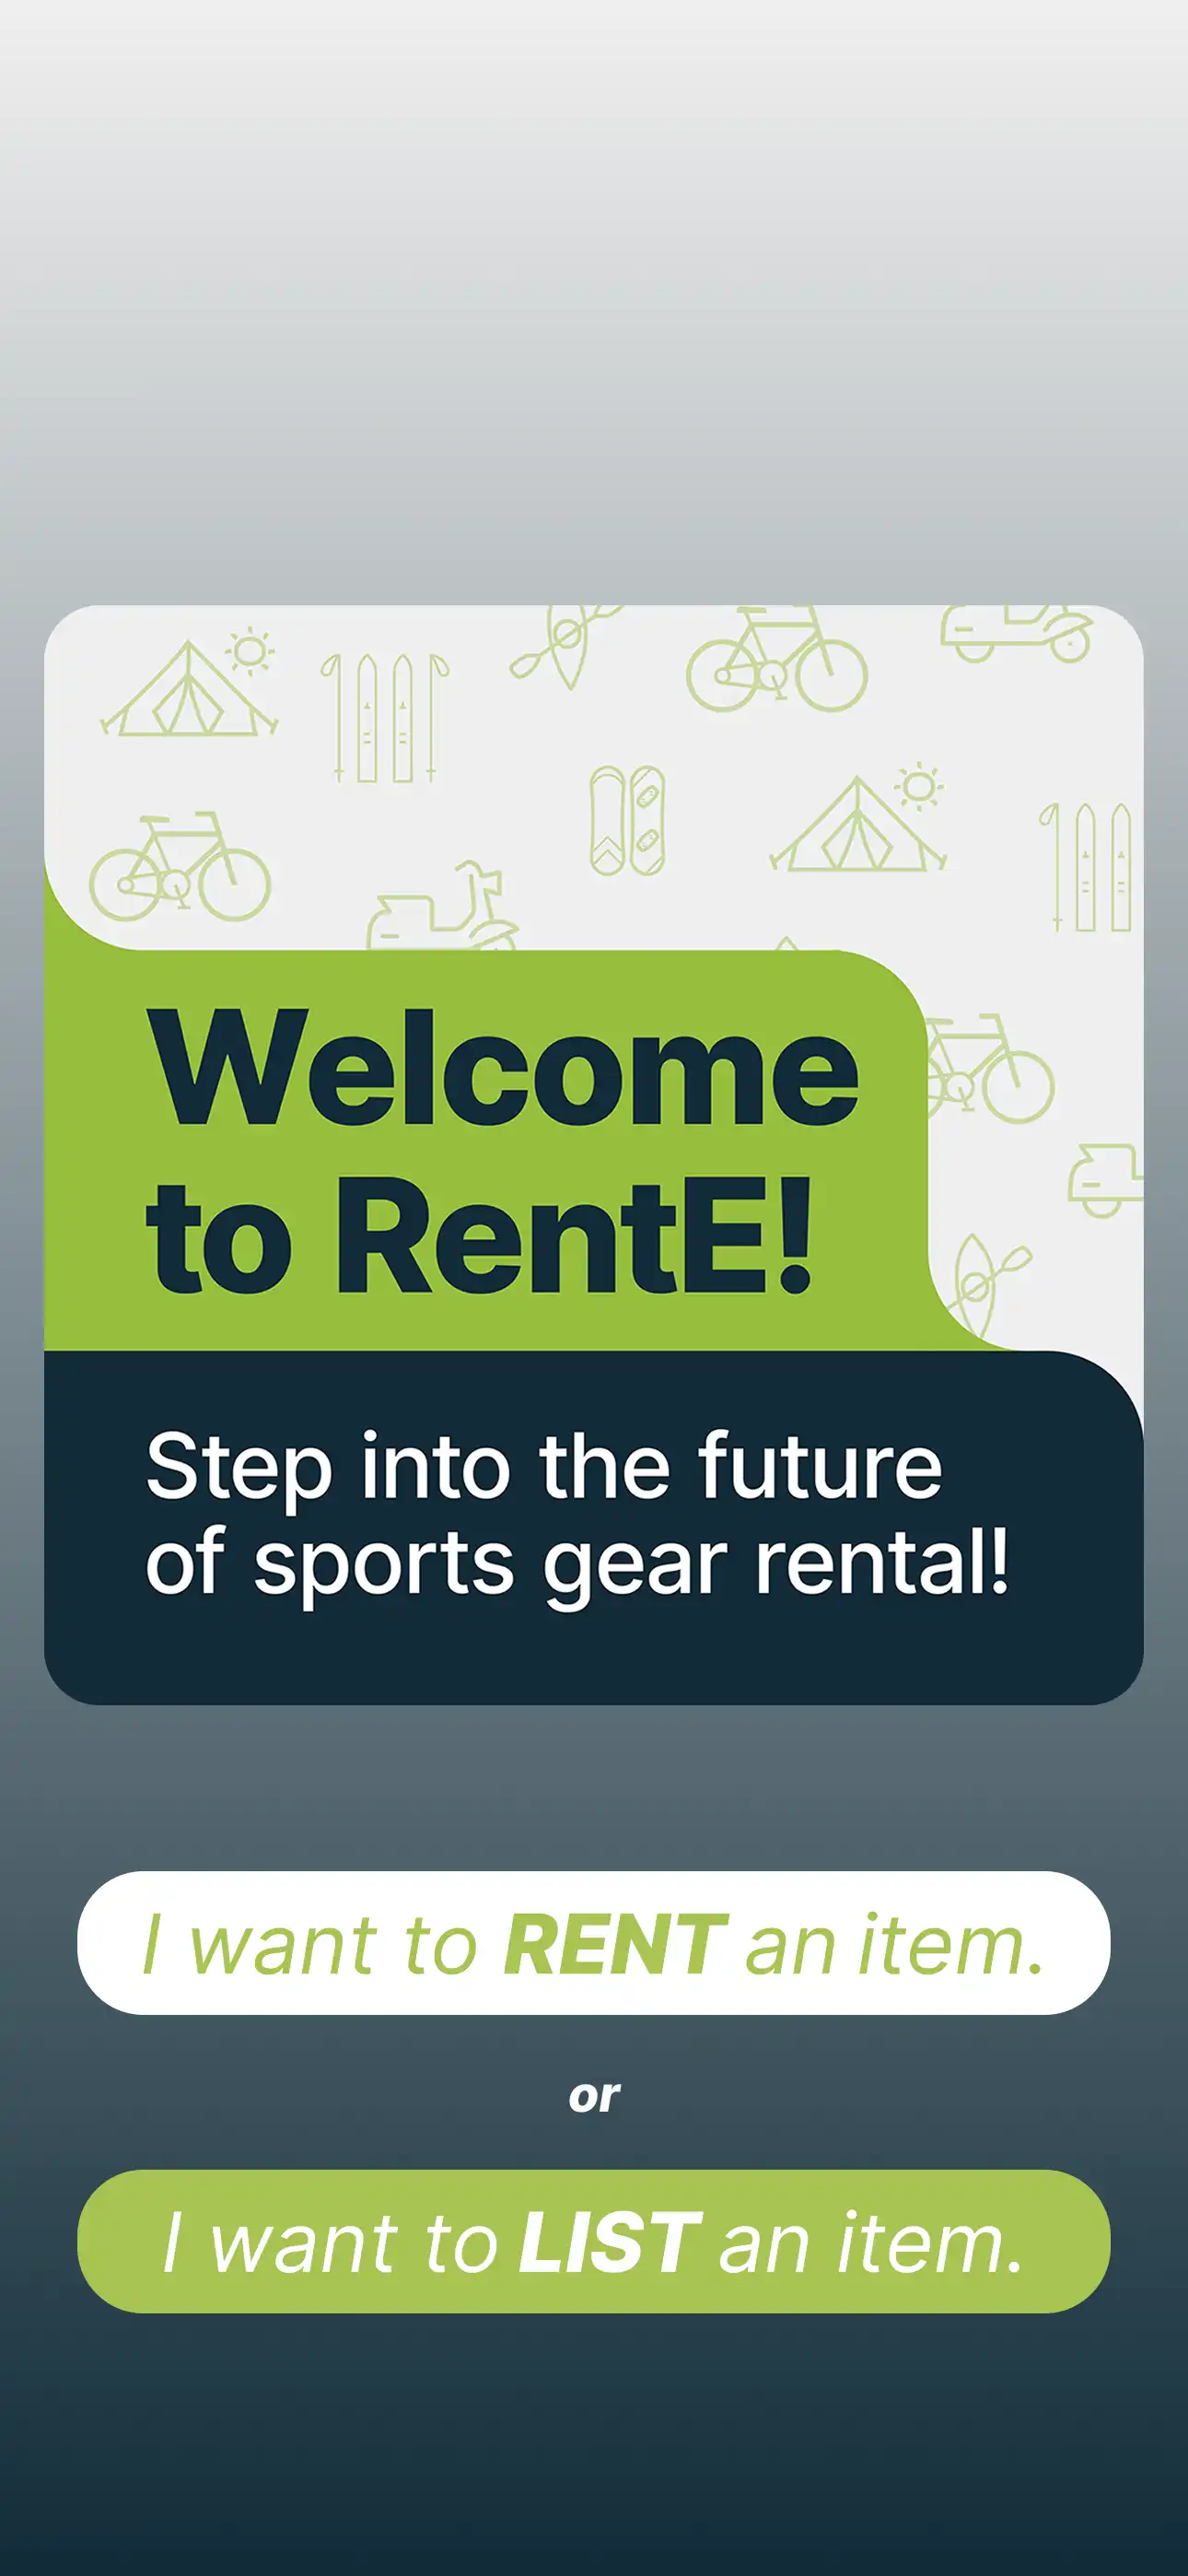 Welcome
to RentE!
Step into the future
of sports gear rental!
I want to RENT an item.
or
I want to LIST an item.